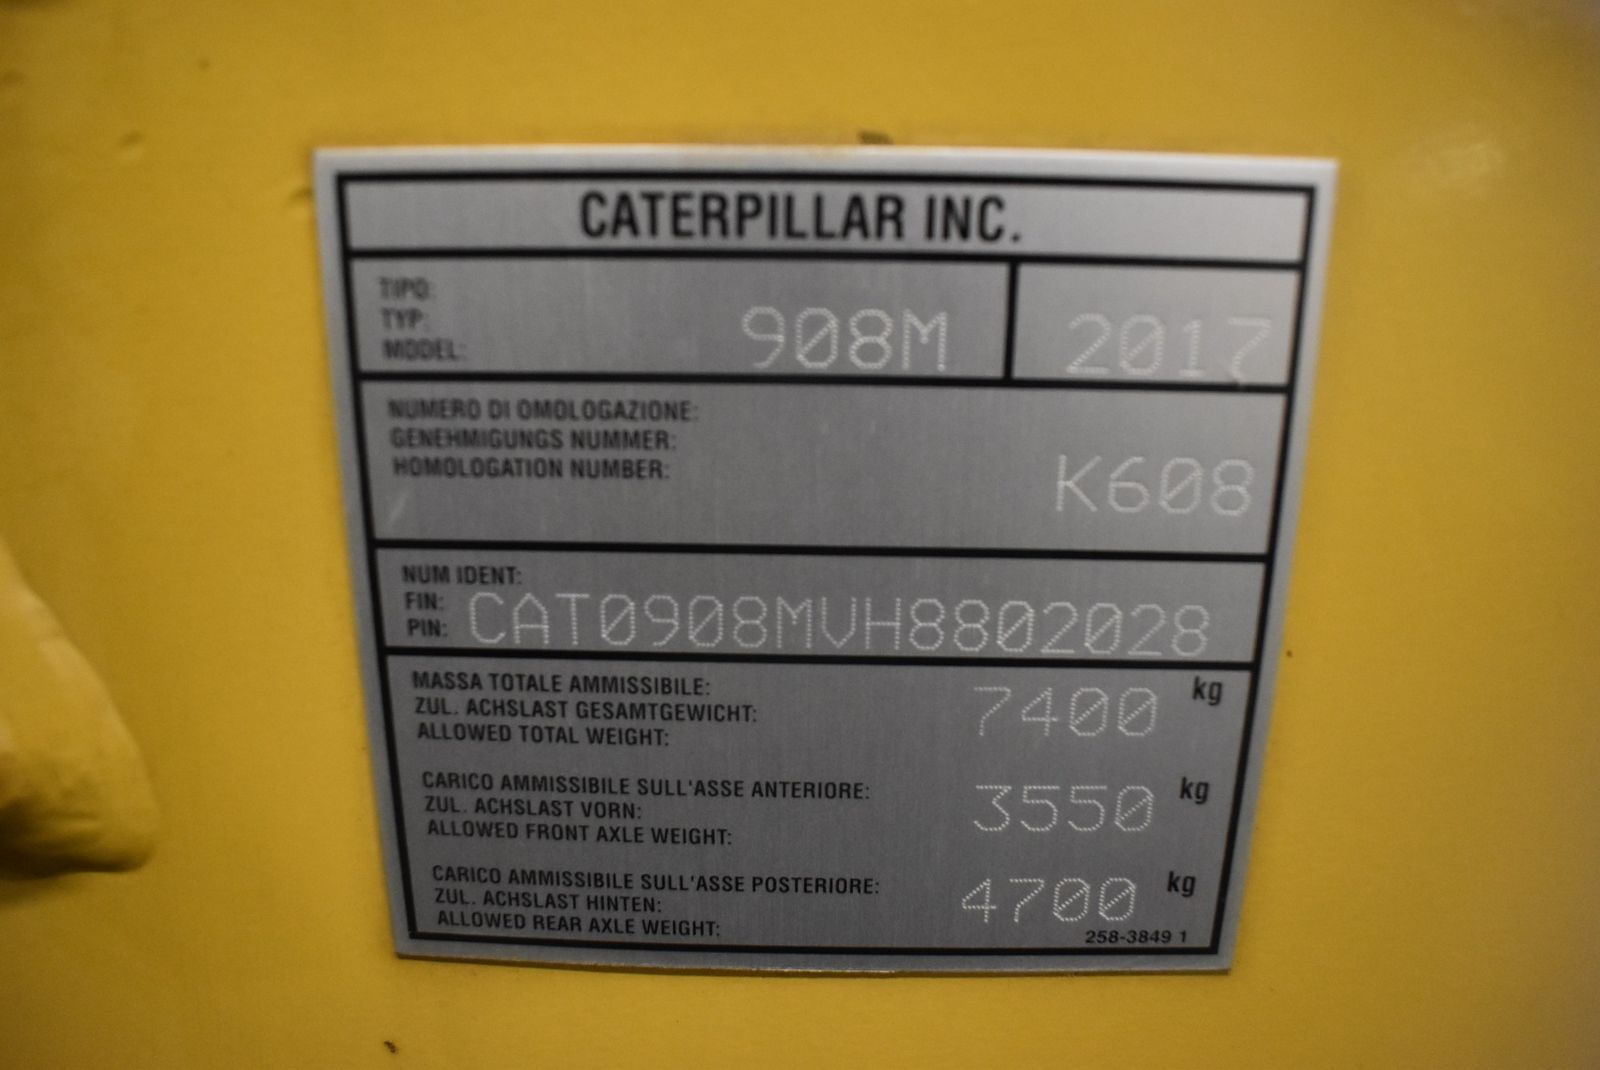 CATERPILLAR INC.
TIPO:
TYP:
MODEL:
908M
2017
NUMERO DI OMOLOGAZIONE:
GENEHMIGUNGS NUMMER:
HOMOLOGATION NUMBER:
K608
NUM IDENT:
FIN:
PIN:
CAT0908MVH8802028
MASSA TOTALE AMMISSIBILE:
ZUL. ACHSLAST GESAMTGEWICHT:
ALLOWED TOTAL WEIGHT:
7400 kg
CARICO AMMISSIBILE SULL'ASSE ANTERIORE:
ZUL. ACHSLAST VORN:
ALLOWED FRONT AXLE WEIGHT:
3550 kg
CARICO AMMISSIBILE SULL'ASSE POSTERIORE:
ZUL. ACHSLAST HINTEN:
ALLOWED REAR AXLE WEIGHT:
4700 kg
258-3849 1